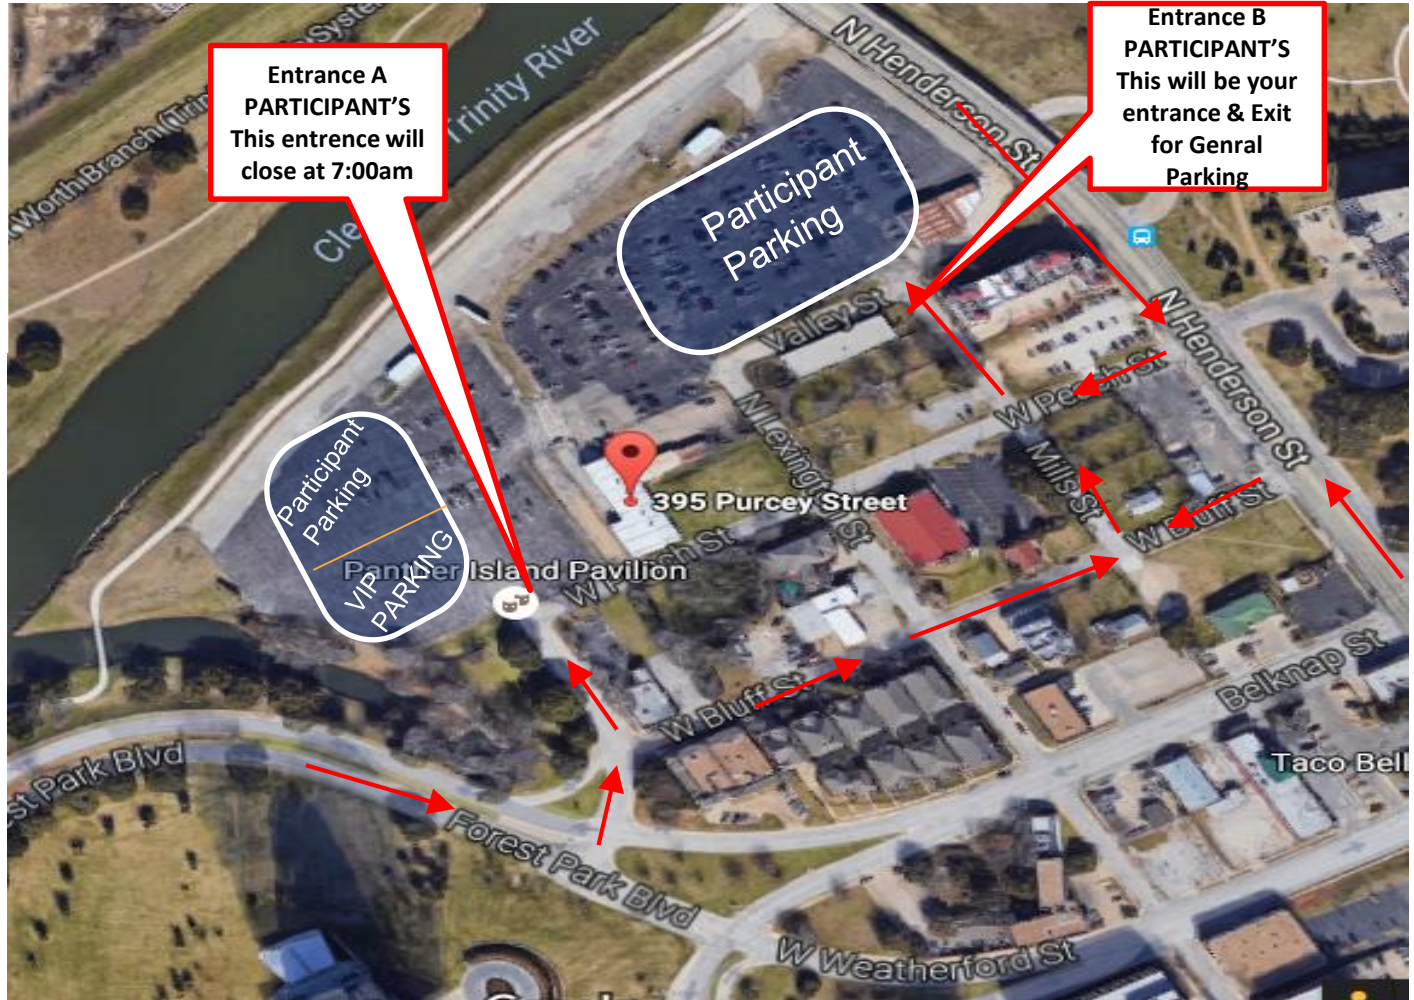 Entrance A
PARTICIPANT'S
This entrence will
close at 7:00am
Entrance B
PARTICIPANT'S
This will be your
entrance & Exit
for Genral
Parking
Trinity River
N Henderson St
Participant
Parking
Valley St
N Henderson St
W Peach St
N Lexington St
Mills St
W Bluff St
395 Purcey Street
Participant
Parking
VIP
PARKING
Panther Island Pavilion
W Peach St
W Bluff St
Belknap St
Taco Bell
Forest Park Blvd
W Weatherford St